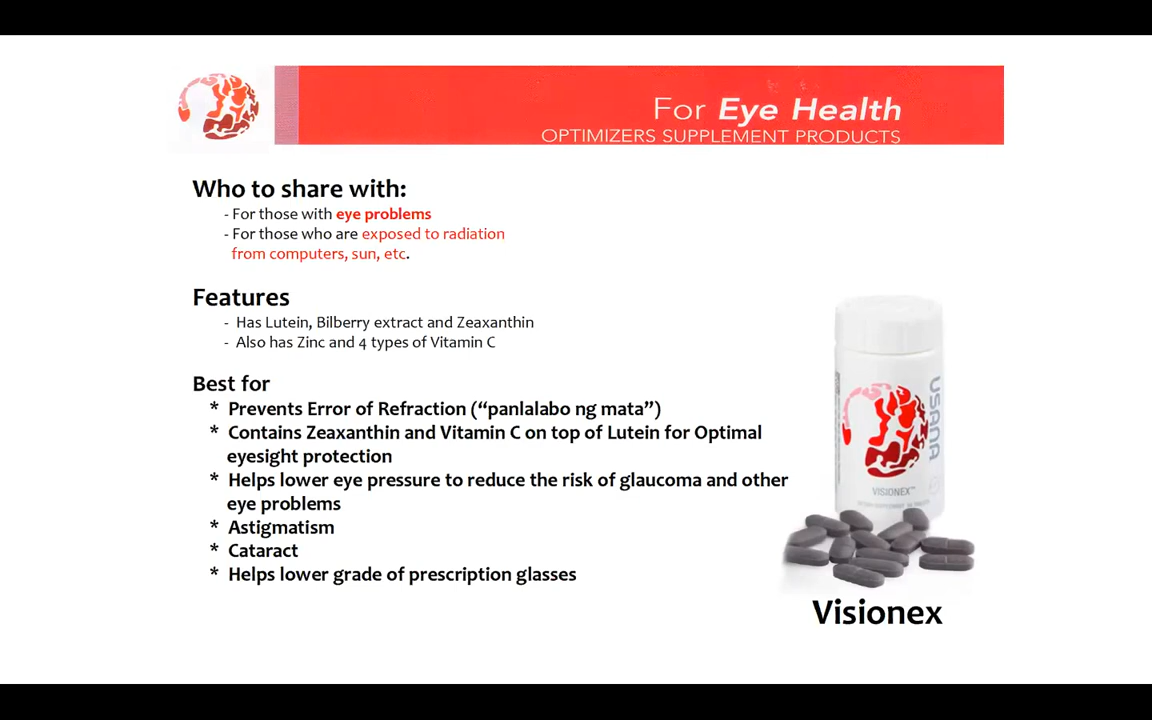 For Eye Health
OPTIMIZERS SUPPLEMENT PRODUCTS
Who to share with:
- For those with eye problems
- For those who are exposed to radiation
from computers, sun, etc.
Features
- Has Lutein, Bilberry extract and Zeaxanthin
- Also has Zinc and 4 types of Vitamin C
Best for
* Prevents Error of Refraction (“panlalabo ng mata”)
* Contains Zeaxanthin and Vitamin C on top of Lutein for Optimal
eyesight protection
* Helps lower eye pressure to reduce the risk of glaucoma and other
eye problems
* Astigmatism
* Cataract
* Helps lower grade of prescription glasses
USANA
VISIONEX™
Visionex